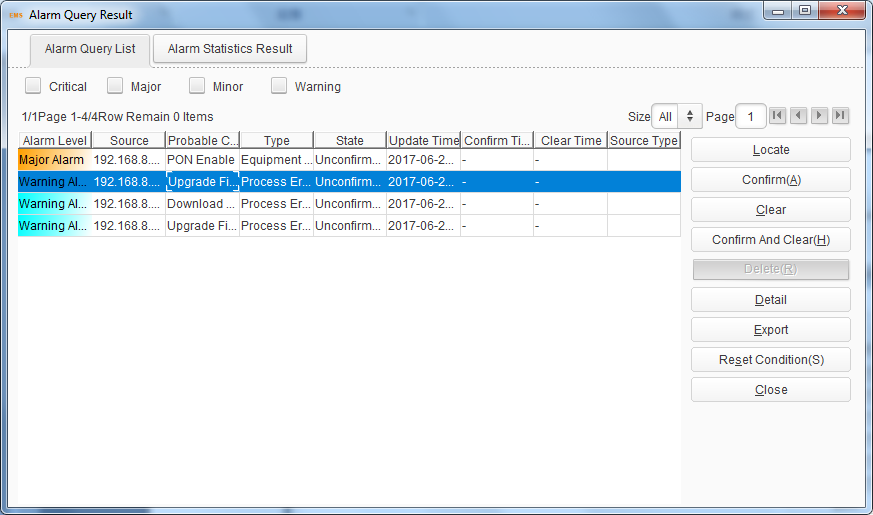 EMS Alarm Query Result
Alarm Query List Alarm Statistics Result
Critical Major Minor Warning
1/1Page 1-4/4Row Remain 0 Items Size All Page 1
Alarm Level Source Probable C... Type State Update Time Confirm Ti... Clear Time Source Type
Major Alarm 192.168.8.... PON Enable Equipment ... Unconfirm... 2017-06-2... - -
Warning Al... 192.168.8.... Upgrade Fi... Process Er... Unconfirm... 2017-06-2... - -
Warning Al... 192.168.8.... Download ... Process Er... Unconfirm... 2017-06-2... - -
Warning Al... 192.168.8.... Upgrade Fi... Process Er... Unconfirm... 2017-06-2... - -
Locate
Confirm(A)
Clear
Confirm And Clear(H)
Delete(R)
Detail
Export
Reset Condition(S)
Close